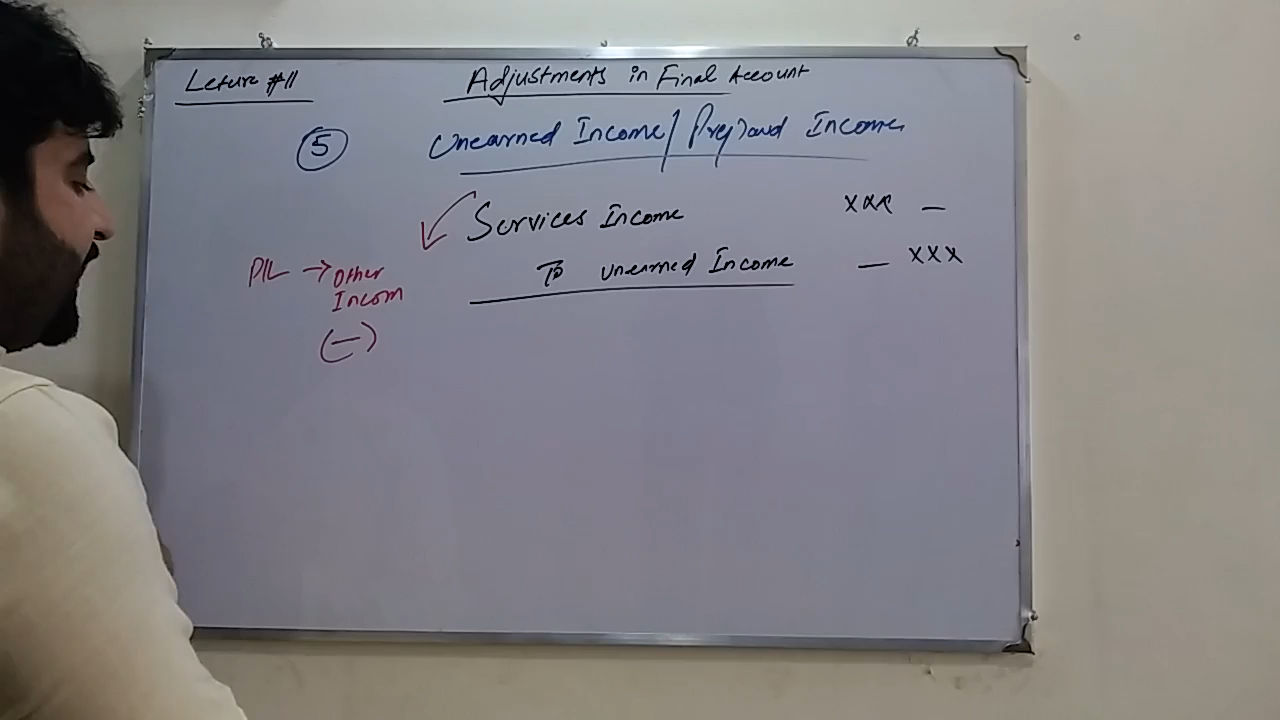 Leture #11
Adjustments in Final Account
5 Unearned Income/Prepaid Income
Services Income xxx —
To unearned Income — xxx
P/L → Other
Incom
(—)